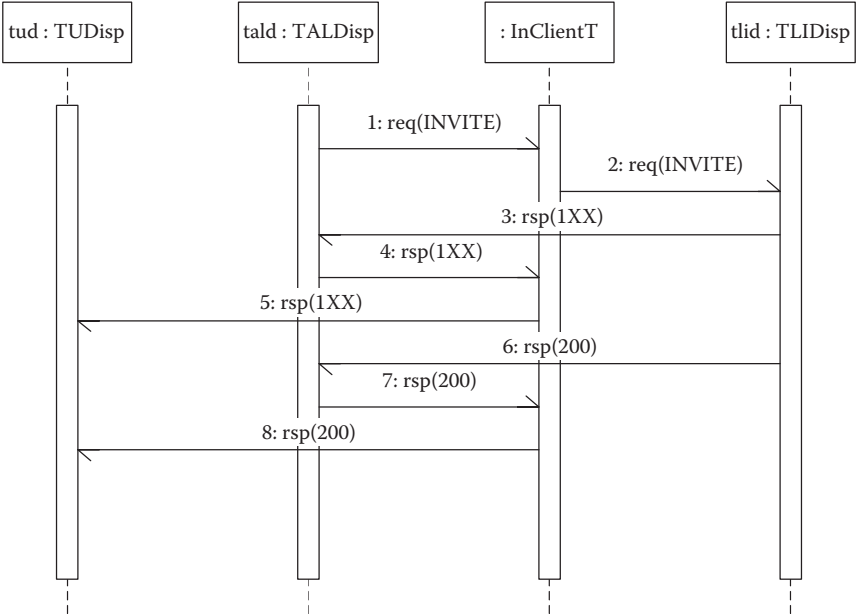 tud : TUDisp
tald : TALDisp
: InClientT
tlid : TLIDisp
1: req(INVITE)
2: req(INVITE)
3: rsp(1XX)
4: rsp(1XX)
5: rsp(1XX)
6: rsp(200)
7: rsp(200)
8: rsp(200)